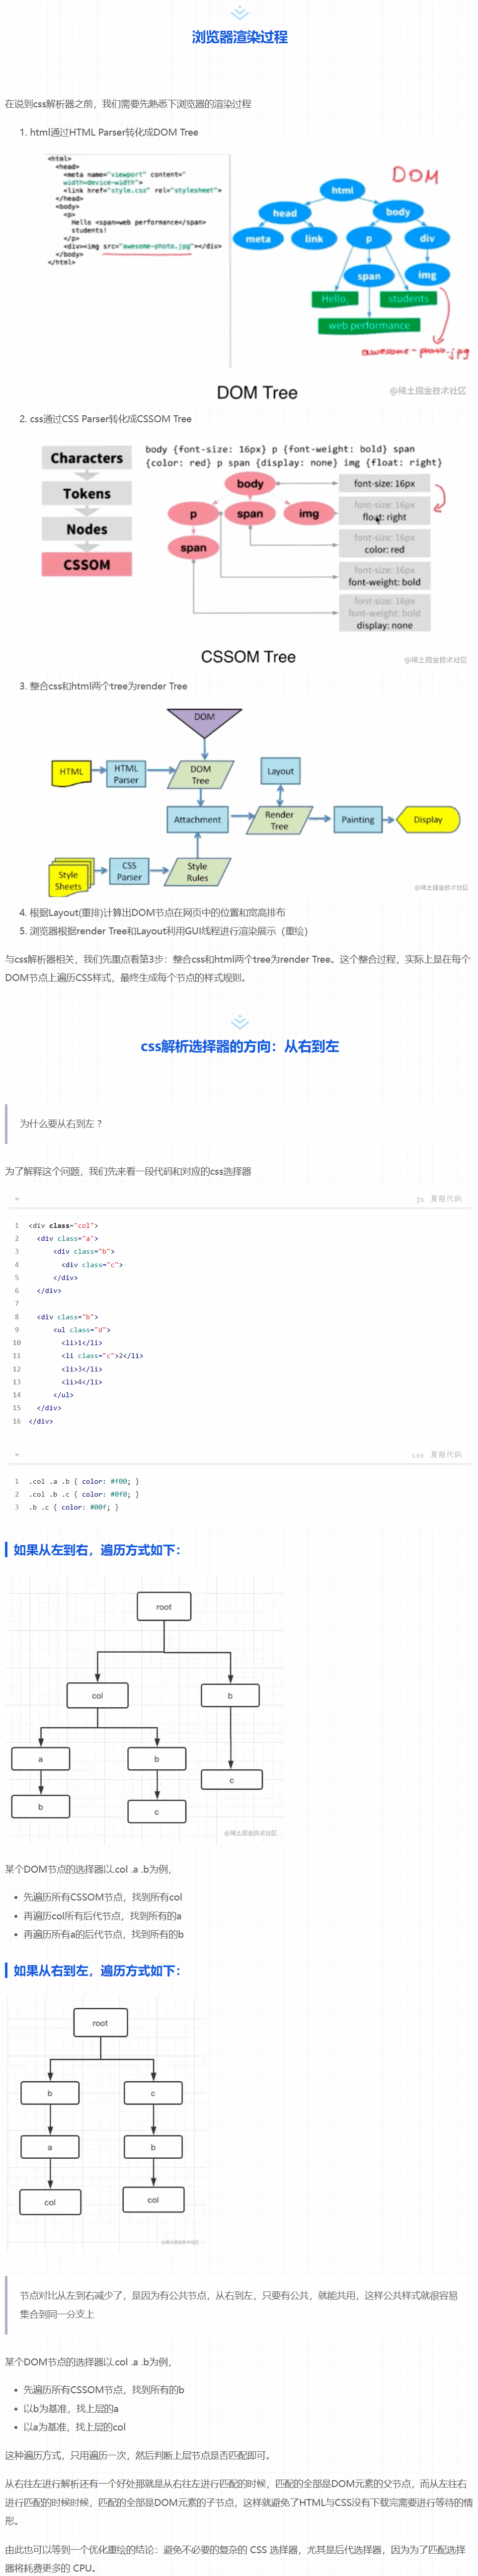 浏览器渲染过程
在说到css解析器之前，我们需要先熟悉下浏览器的渲染过程
1. html通过HTML Parser转化成DOM Tree
<html>
<head>
<meta name="viewport" content="
width=device-width">
<link href="style.css" rel="stylesheet">
</head>
<body>
<p>
Hello <span>web performance</span>
students!
</p>
<div><img src="awesome-photo.jpg"></div>
</body>
</html>
DOM
html
head
body
meta
link
p
div
span
img
Hello,
students
web performance
awesome-photo.jpg
DOM Tree
@稀土掘金技术社区
2. css通过CSS Parser转化成CSSOM Tree
Characters
Tokens
Nodes
CSSOM
body {font-size: 16px} p {font-weight: bold} span
{color: red} p span {display: none} img {float: right}
body
p
span
img
span
font-size: 16px
font-size: 16px
float: right
font-size: 16px
color: red
font-size: 16px
font-weight: bold
font-size: 16px
font-weight: bold
display: none
CSSOM Tree
@稀土掘金技术社区
3. 整合css和html两个tree为render Tree
DOM
HTML
HTML
Parser
DOM
Tree
Layout
Attachment
Render
Tree
Painting
Display
Style
Sheets
CSS
Parser
Style
Rules
@稀土掘金技术社区
4. 根据Layout(重排)计算出DOM节点在网页中的位置和宽高排布
5. 浏览器根据render Tree和Layout利用GUI线程进行渲染展示（重绘）
与css解析器相关，我们先重点看第3步：整合css和html两个tree为render Tree。这个整合过程，实际上是在每个
DOM节点上遍历CSS样式，最终生成每个节点的样式规则。
css解析选择器的方向：从右到左
为什么要从右到左？
为了解释这个问题，我们先来看一段代码和对应的css选择器
js 复制代码
1 <div class="col">
2 <div class="a">
3 <div class="b">
4 <div class="c">
5 </div>
6 </div>
7
8 <div class="b">
9 <ul class="d">
10 <li>1</li>
11 <li class="c">2</li>
12 <li>3</li>
13 <li>4</li>
14 </ul>
15 </div>
16 </div>
css 复制代码
1 .col .a .b { color: #f00; }
2 .col .b .c { color: #0f0; }
3 .b .c { color: #00f; }
如果从左到右，遍历方式如下：
root
col
b
a
b
c
b
c
@稀土掘金技术社区
某个DOM节点的选择器以.col .a .b为例，
• 先遍历所有CSSOM节点，找到所有col
• 再遍历col所有后代节点，找到所有的a
• 再遍历所有a的后代节点，找到所有的b
如果从右到左，遍历方式如下：
root
b
c
a
b
col
col
@稀土掘金技术社区
节点对比从左到右减少了，是因为有公共节点，从右到左，只要有公共，就能共用，这样公共样式就很容易
集合到同一分支上
某个DOM节点的选择器以.col .a .b为例，
• 先遍历所有CSSOM节点，找到所有的b
• 以b为基准，找上层的a
• 以a为基准，找上层的col
这种遍历方式，只用遍历一次，然后判断上层节点是否匹配即可。
从右往左进行解析还有一个好处那就是从右往左进行匹配的时候，匹配的全部是DOM元素的父节点，而从左往右
进行匹配的时候时候，匹配的全部是DOM元素的子节点，这样就避免了HTML与CSS没有下载完需要进行等待的情
形。
由此也可以等到一个优化重绘的结论：避免不必要的复杂的 CSS 选择器，尤其是后代选择器，因为为了匹配选择
器将耗费更多的 CPU。